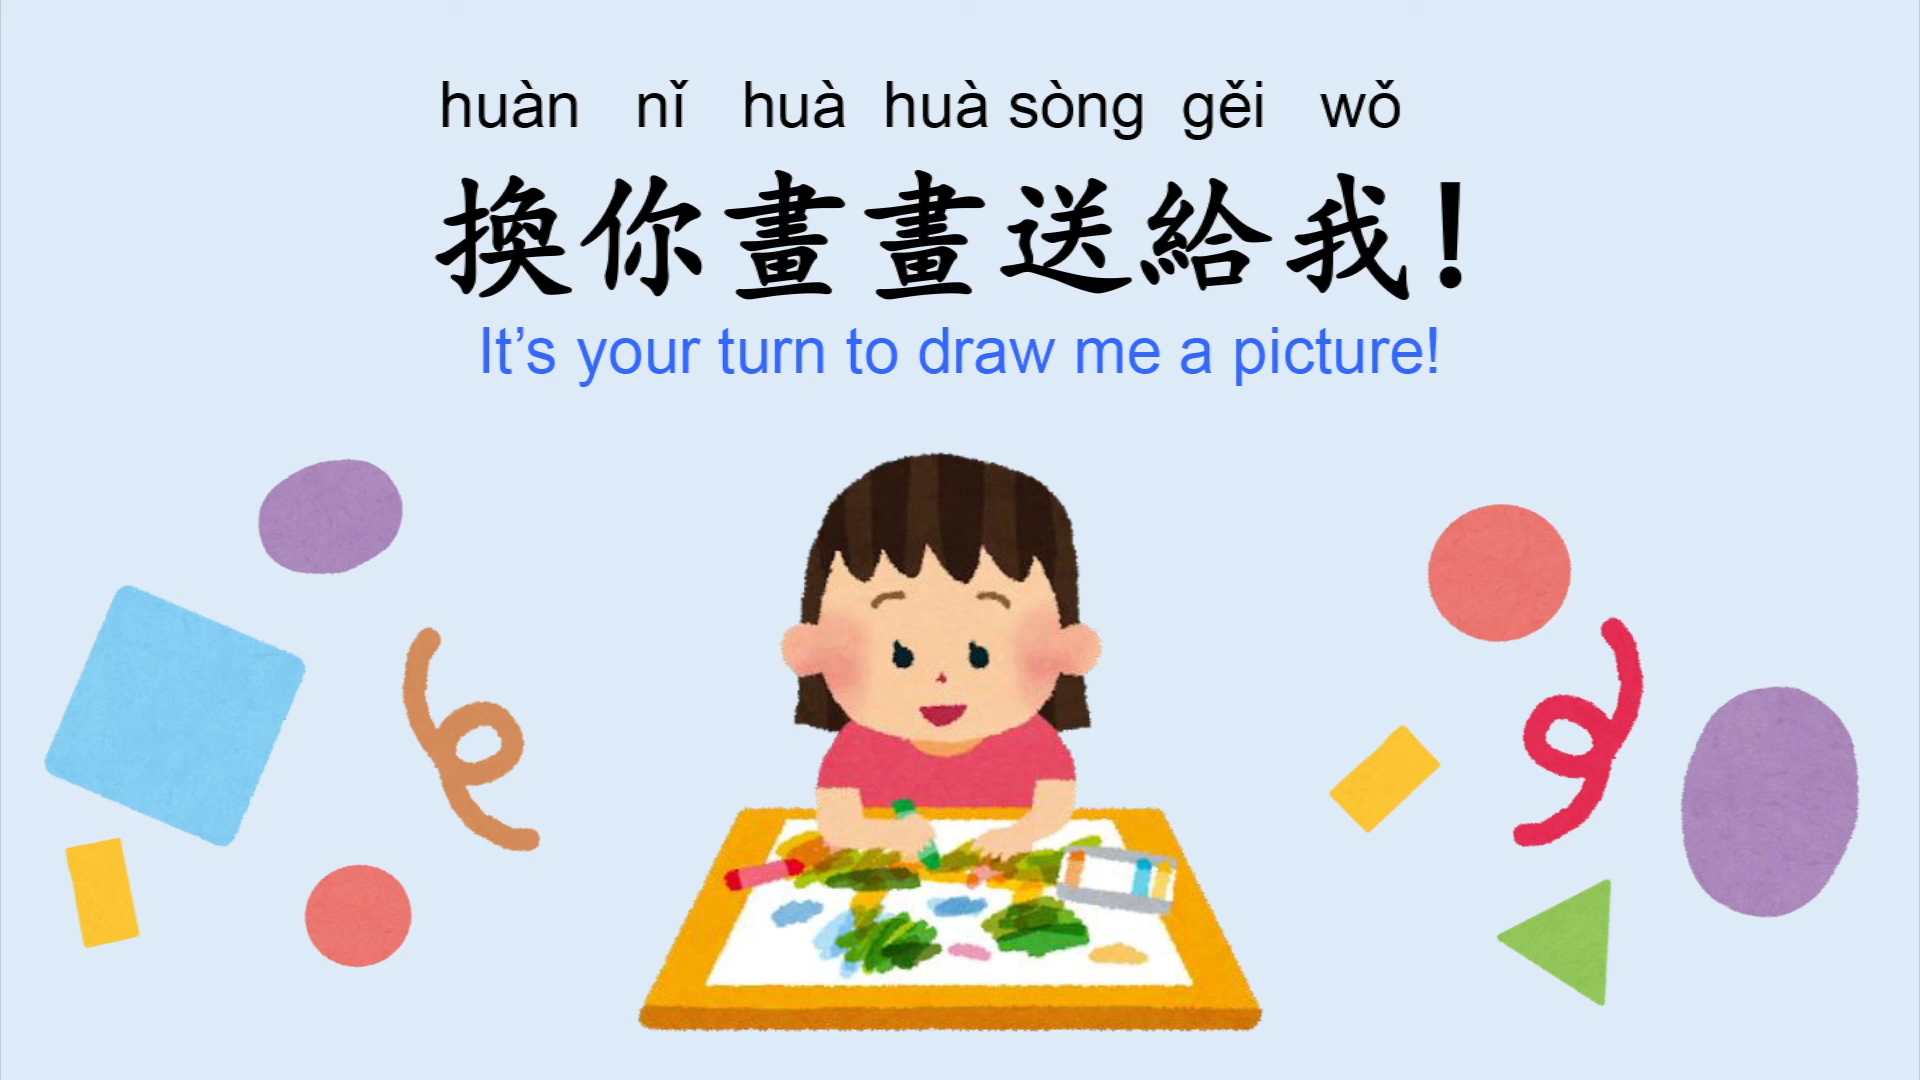 huàn nǐ huà huà sòng gěi wǒ
換你畫畫送給我!
It’s your turn to draw me a picture!